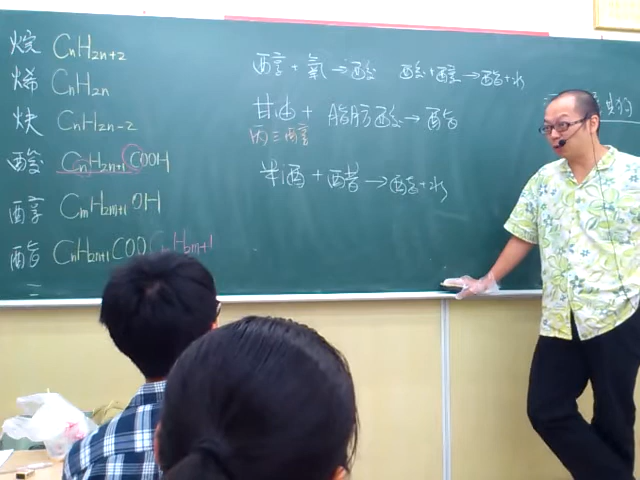 烷 CnH2n+2
烯 CnH2n
炔 CnH2n-2
酸 CnH2n+1COOH
醇 CmH2m+1OH
酯 CnH2n+1COOCmH2m+1
醇 + 氧 → 酸 酸 + 醇 → 酯 + 水
甘油 + 脂肪酸 → 酯
丙三醇
米酒 + 醋 → 酯 + 水